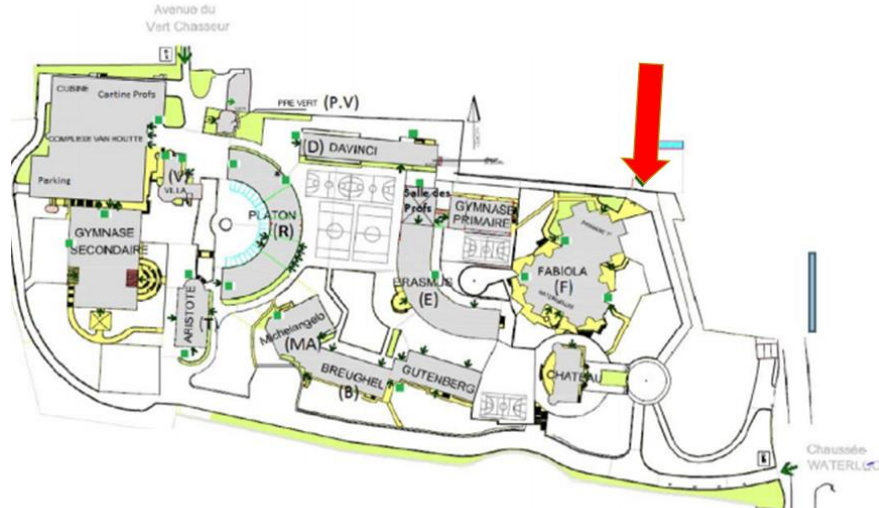 Avenue du
Vert Chasseur
CUISINE
Cantine Profs
PRE VERT (P.V)
COMPLEXE VAN HOUTTE
(D) DAVINCI
(V)
VILLA
Parking
Salle des
Profs
GYMNASE
PRIMAIRE
PLATON
(R)
GYMNASE
SECONDAIRE
FABIOLA
(F)
ERASMUS
(E)
ARISTOTE
(T)
Michelangelo
(MA)
BREUGHEL
(B)
GUTENBERG
CHATEAU
Chaussée
WATERLOO